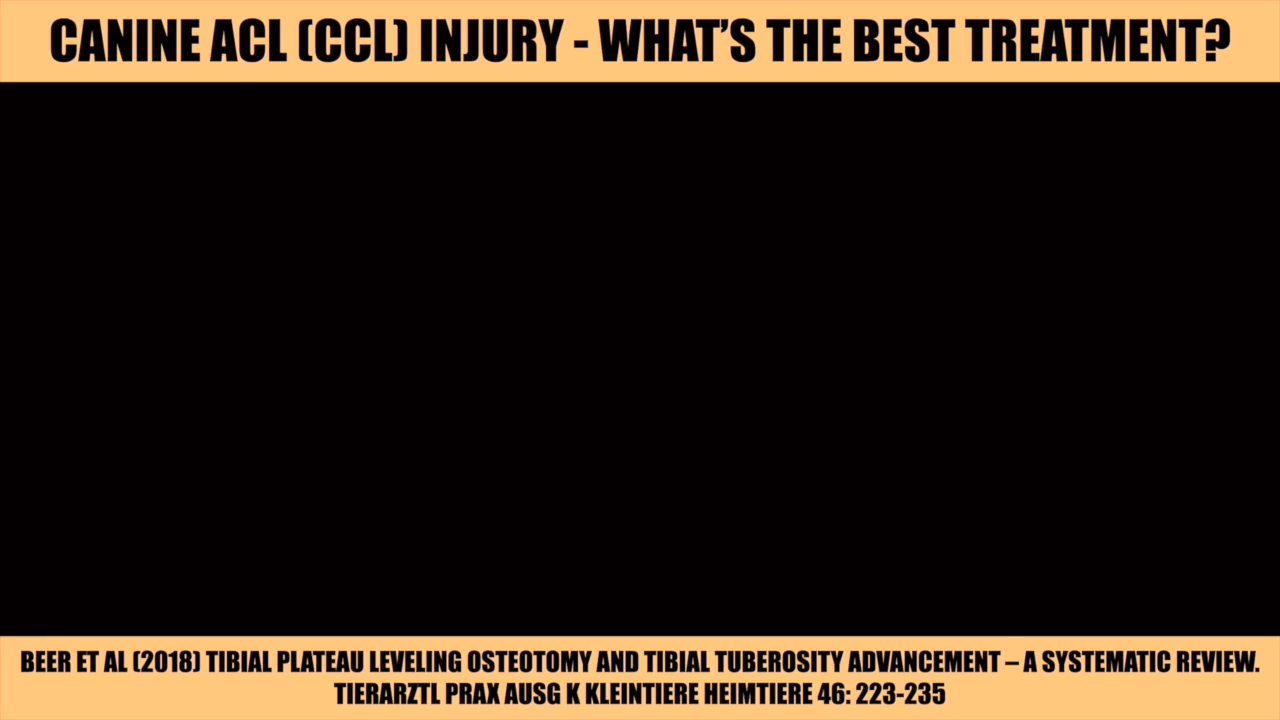 CANINE ACL (CCL) INJURY - WHAT'S THE BEST TREATMENT?
BEER ET AL (2018) TIBIAL PLATEAU LEVELING OSTEOTOMY AND TIBIAL TUBEROSITY ADVANCEMENT – A SYSTEMATIC REVIEW.
TIERARZTL PRAX AUSG K KLEINTIERE HEIMTIERE 46: 223-235